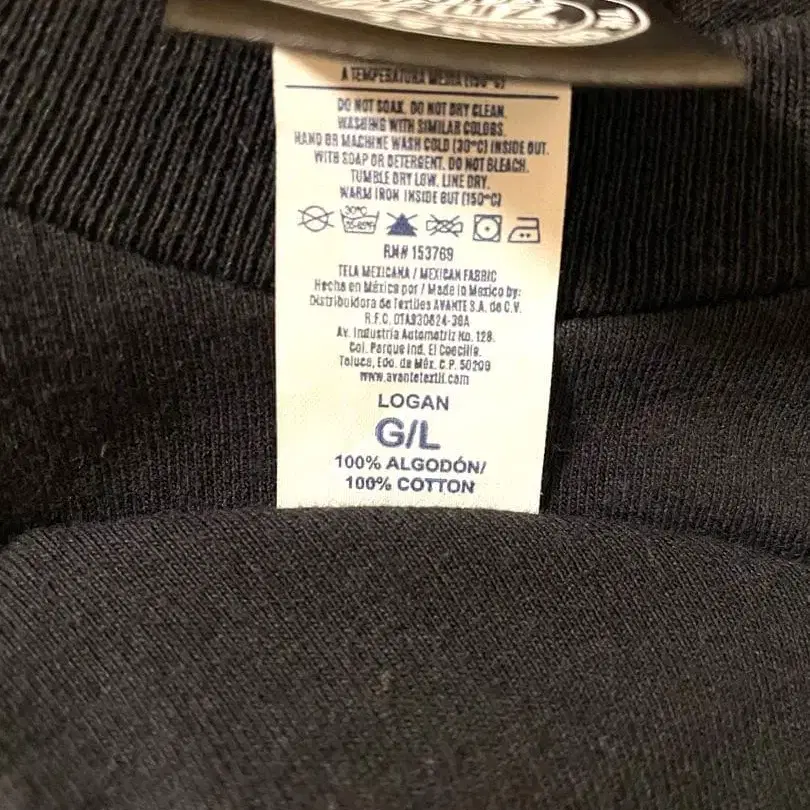 A TEMPERATURA MEDIA (150°C)
DO NOT SOAK. DO NOT DRY CLEAN.
WASHING WITH SIMILAR COLORS.
HAND OR MACHINE WASH COLD (30°C) INSIDE OUT.
WITH SOAP OR DETERGENT. DO NOT BLEACH.
TUMBLE DRY LOW. LINE DRY.
WARM IRON INSIDE OUT (150°C)
30°C
RN# 153769
TELA MEXICANA / MEXICAN FABRIC
Hecho en México por / Made in Mexico by:
Distribuidora de Textiles AVANTE S.A. de C.V.
R.F.C. DTA930824-30A
Av. Industria Automotriz No. 128.
Col. Parque Ind. El Coecillo.
Toluca, Edo. de Méx. C.P. 50209
www.avantetextil.com
LOGAN
G/L
100% ALGODÓN/
100% COTTON